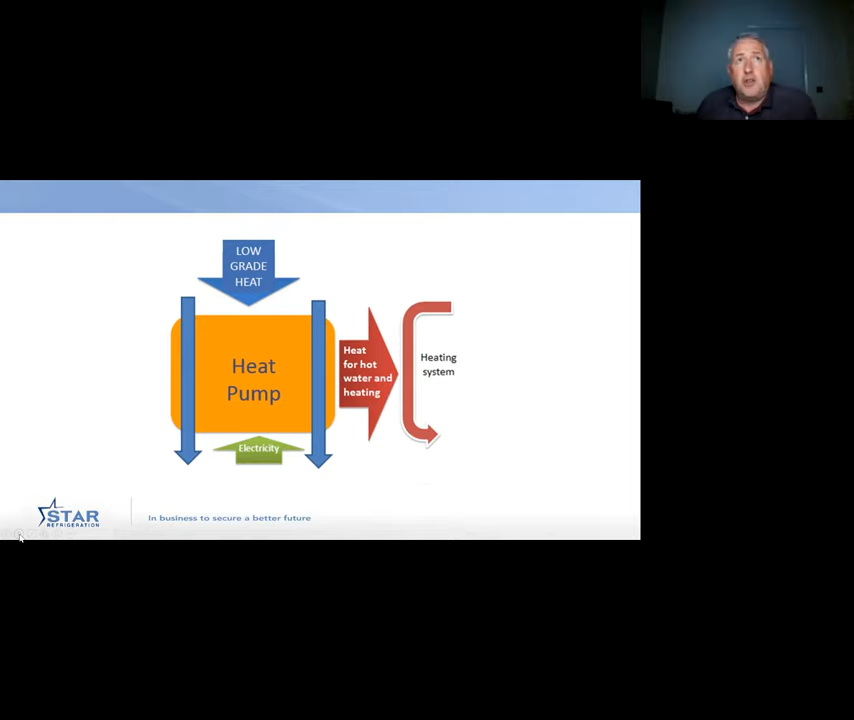 LOW
GRADE
HEAT
Heat
Pump
Heat
for hot
water and
heating
Heating
system
Electricity
STAR
REFRIGERATION
In business to secure a better future